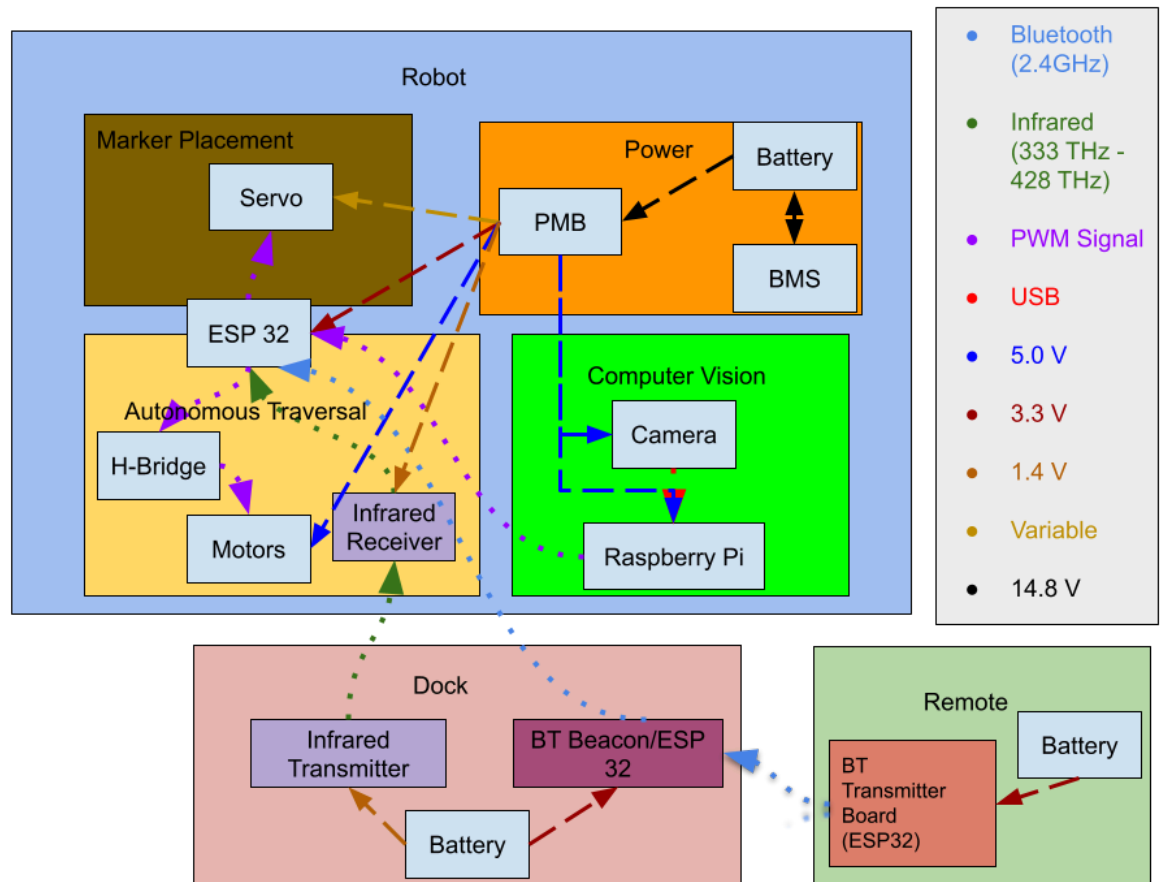 Robot
Marker Placement
Servo
Power
Battery
PMB
BMS
ESP 32
Autonomous Traversal
H-Bridge
Motors
Infrared
Receiver
Computer Vision
Camera
Raspberry Pi
Dock
Infrared
Transmitter
BT Beacon/ESP
32
Battery
Remote
Battery
BT
Transmitter
Board
(ESP32)
Bluetooth
(2.4GHz)
Infrared
(333 THz -
428 THz)
PWM Signal
USB
5.0 V
3.3 V
1.4 V
Variable
14.8 V